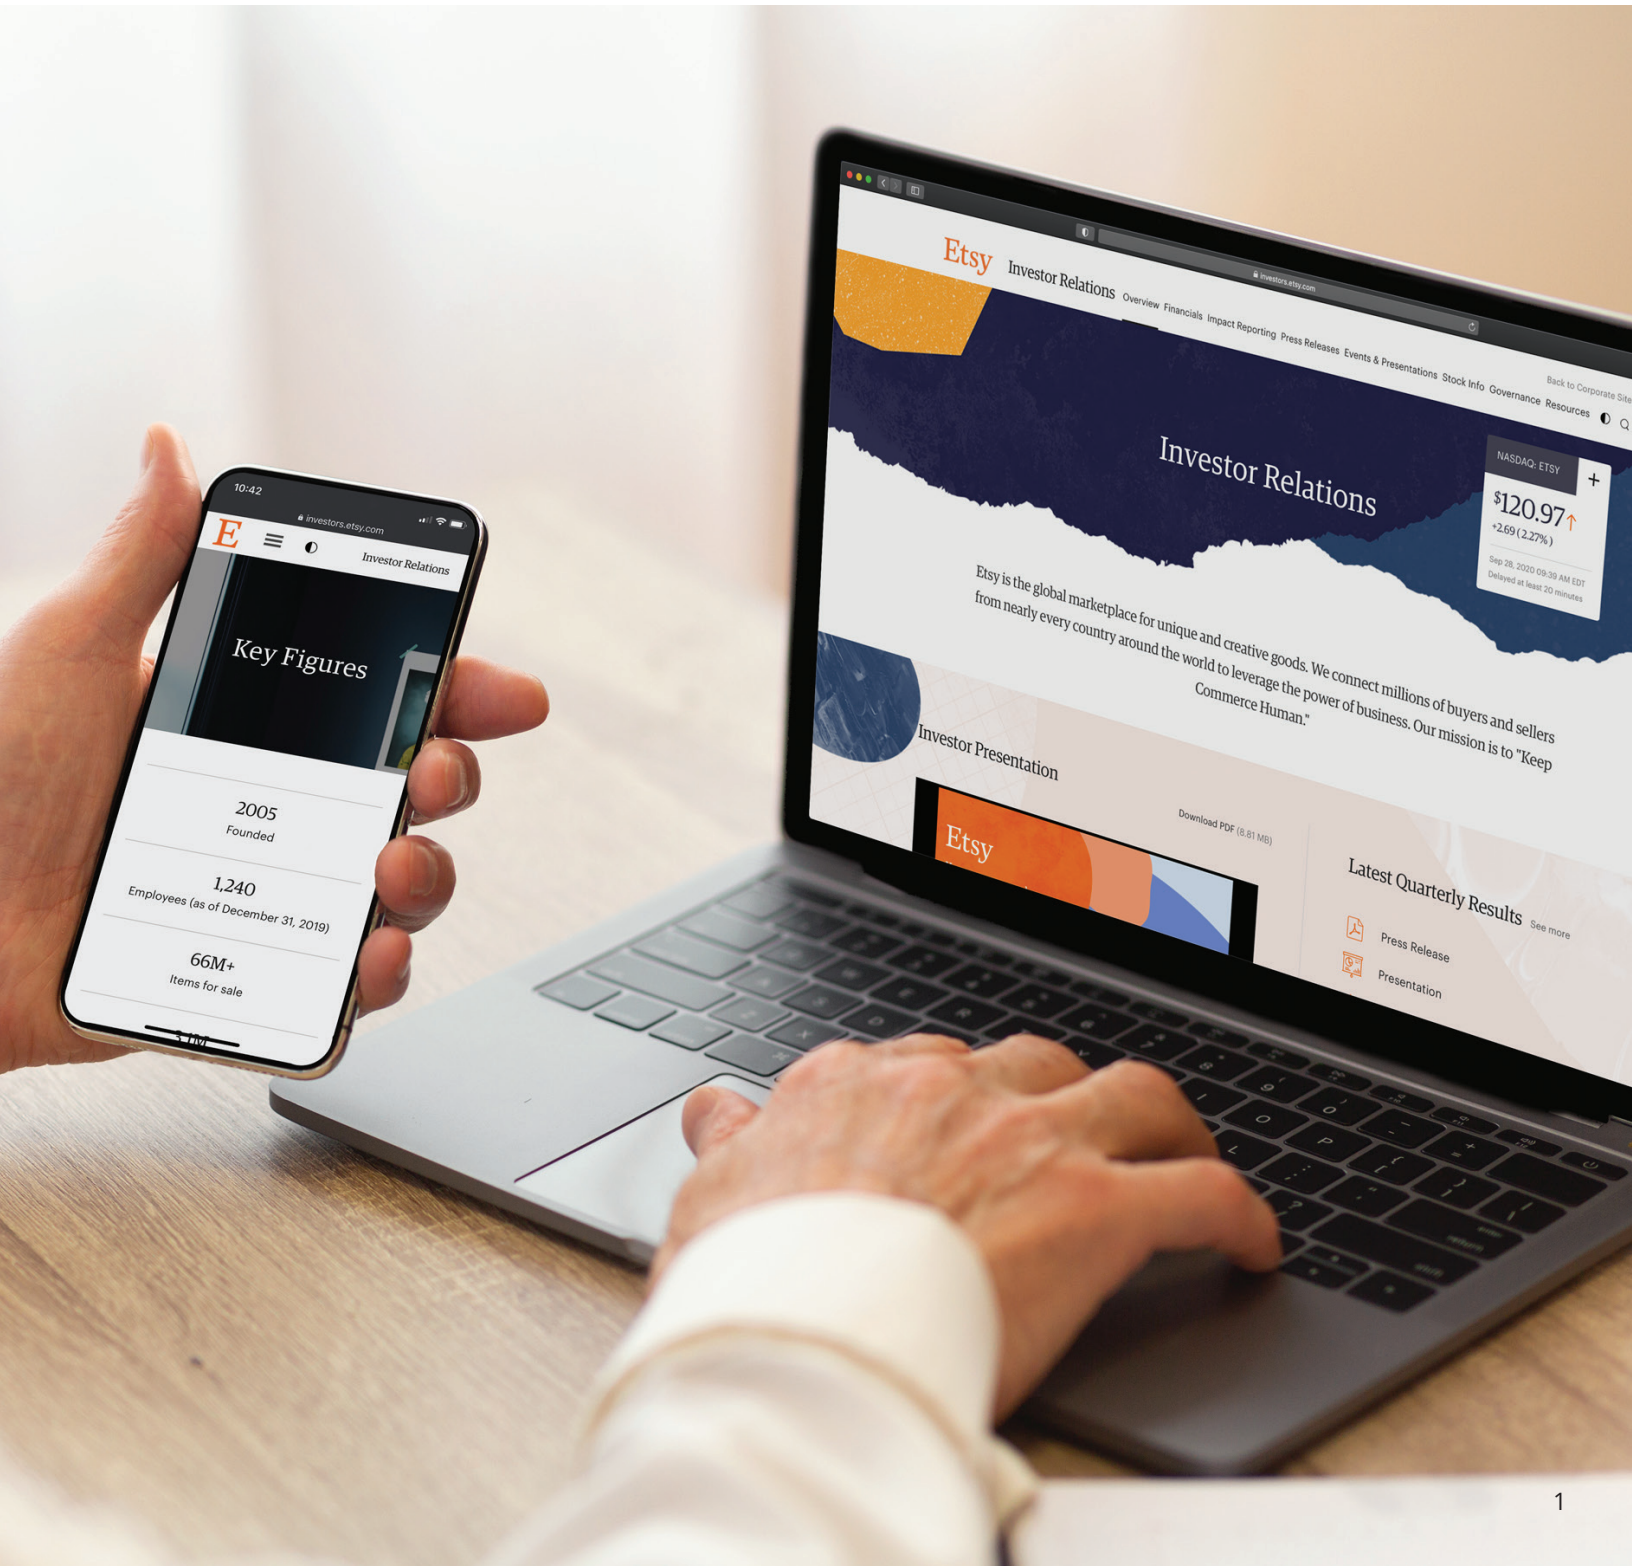 10:42
investors.etsy.com
E
Investor Relations
Key Figures
2005
Founded
1,240
Employees (as of December 31, 2019)
66M+
Items for sale
investors.etsy.com
Back to Corporate Site
Etsy Investor Relations Overview Financials Impact Reporting Press Releases Events & Presentations Stock Info Governance Resources
Investor Relations
NASDAQ: ETSY +
$120.97↑
+2.69 (2.27%)
Sep 28, 2020 09:39 AM EDT
Delayed at least 20 minutes
Etsy is the global marketplace for unique and creative goods. We connect millions of buyers and sellers
from nearly every country around the world to leverage the power of business. Our mission is to "Keep
Commerce Human."
Investor Presentation
Download PDF (8.81 MB)
Etsy
Latest Quarterly Results See more
Press Release
Presentation
1